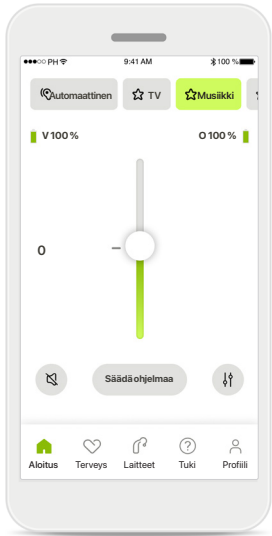 PH 9:41 AM 100 %
Automaattinen TV Musiikki
V 100 % O 100 %
0
Säädä ohjelmaa
Aloitus Terveys Laitteet Tuki Profiili